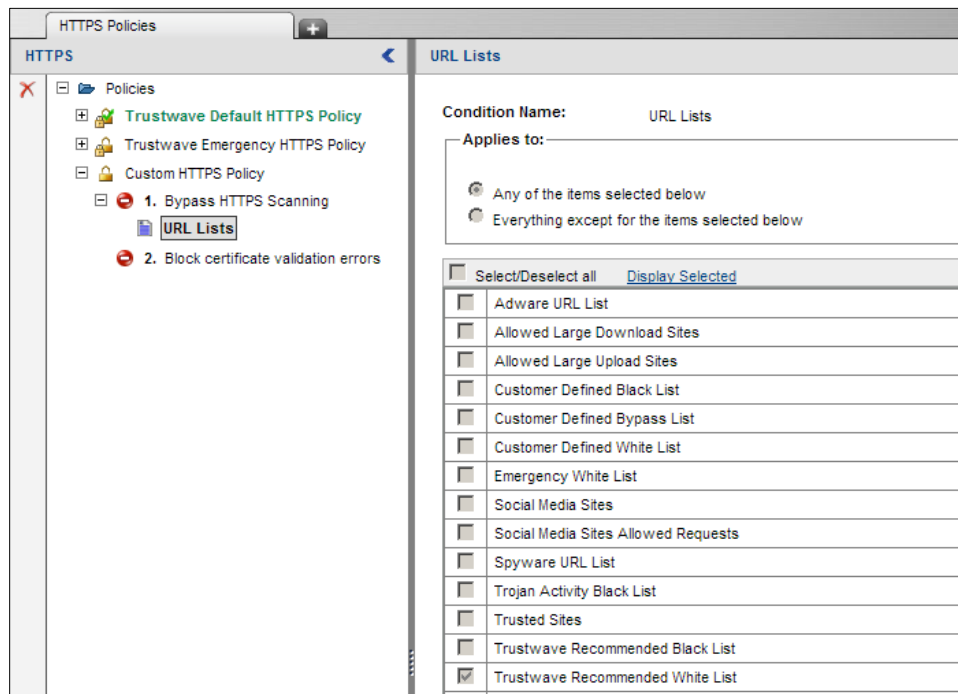 HTTPS Policies
HTTPS
Policies
Trustwave Default HTTPS Policy
Trustwave Emergency HTTPS Policy
Custom HTTPS Policy
1. Bypass HTTPS Scanning
URL Lists
2. Block certificate validation errors
URL Lists
Condition Name: URL Lists
Applies to:
Any of the items selected below
Everything except for the items selected below
Select/Deselect all Display Selected
Adware URL List
Allowed Large Download Sites
Allowed Large Upload Sites
Customer Defined Black List
Customer Defined Bypass List
Customer Defined White List
Emergency White List
Social Media Sites
Social Media Sites Allowed Requests
Spyware URL List
Trojan Activity Black List
Trusted Sites
Trustwave Recommended Black List
Trustwave Recommended White List